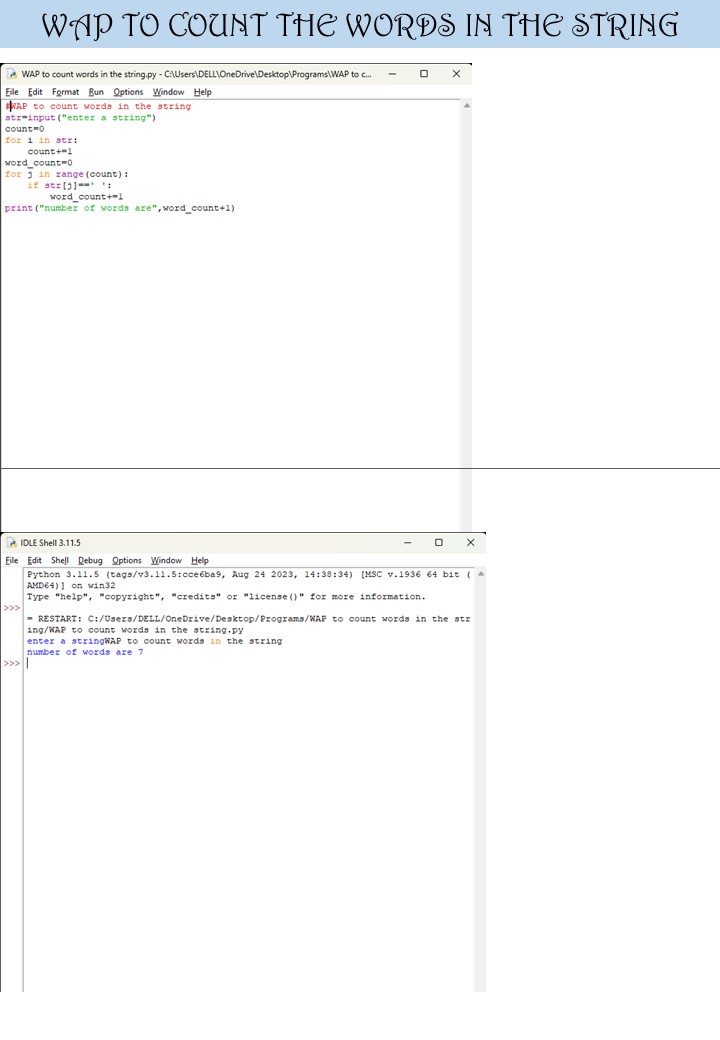 WAP TO COUNT THE WORDS IN THE STRING
WAP to count words in the string.py - C:\Users\DELL\OneDrive\Desktop\Programs\WAP to c...
File Edit Format Run Options Window Help
#WAP to count words in the string
str=input("enter a string")
count=0
for i in str:
    count+=1
word_count=0
for j in range(count):
    if str[j]==' ':
        word_count+=1
print("number of words are",word_count+1)
IDLE Shell 3.11.5
File Edit Shell Debug Options Window Help
Python 3.11.5 (tags/v3.11.5:cce6ba9, Aug 24 2023, 14:38:34) [MSC v.1936 64 bit (
AMD64)] on win32
Type "help", "copyright", "credits" or "license()" for more information.
>>>
= RESTART: C:/Users/DELL/OneDrive/Desktop/Programs/WAP to count words in the str
ing/WAP to count words in the string.py
enter a stringWAP to count words in the string
number of words are 7
>>>